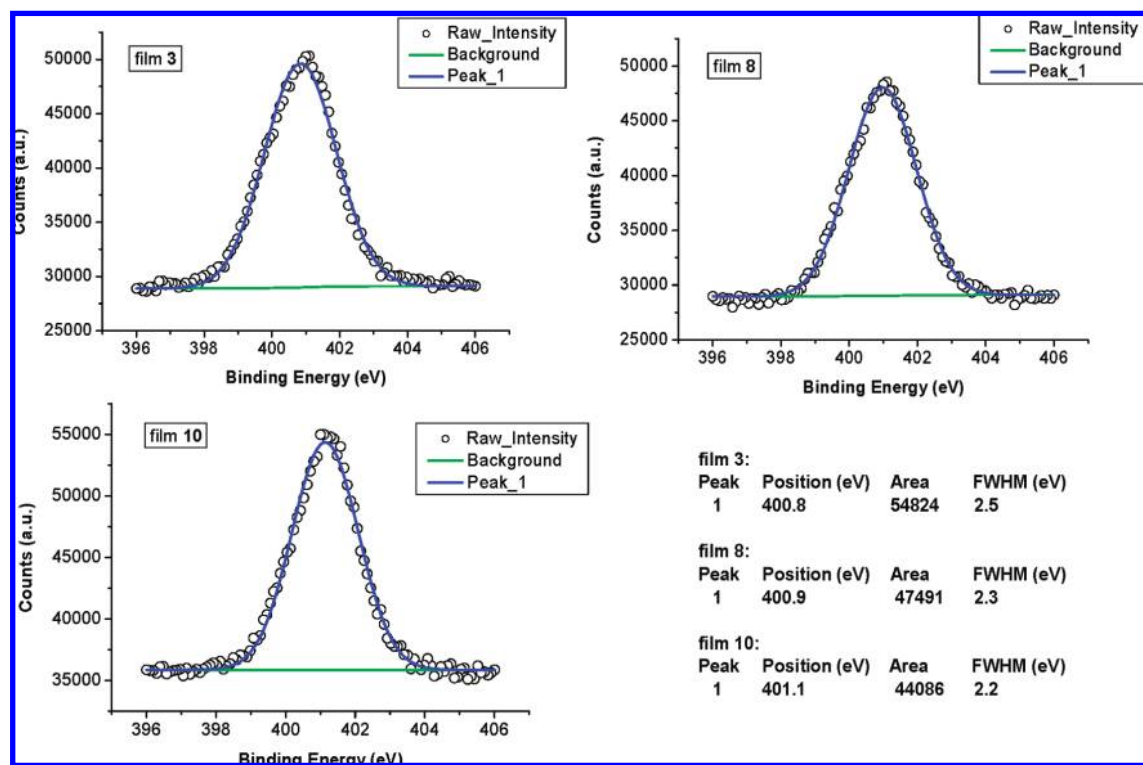 film 3
Raw_Intensity
Background
Peak_1
50000
45000
40000
35000
30000
25000
Counts (a.u.)
396 398 400 402 404 406
Binding Energy (eV)
film 8
Raw_Intensity
Background
Peak_1
50000
45000
40000
35000
30000
25000
Counts (a.u.)
396 398 400 402 404 406
Binding Energy (eV)
film 10
Raw_Intensity
Background
Peak_1
55000
50000
45000
40000
35000
Counts (a.u.)
396 398 400 402 404 406
Binding Energy (eV)
film 3:
Peak Position (eV) Area FWHM (eV)
1 400.8 54824 2.5
film 8:
Peak Position (eV) Area FWHM (eV)
1 400.9 47491 2.3
film 10:
Peak Position (eV) Area FWHM (eV)
1 401.1 44086 2.2